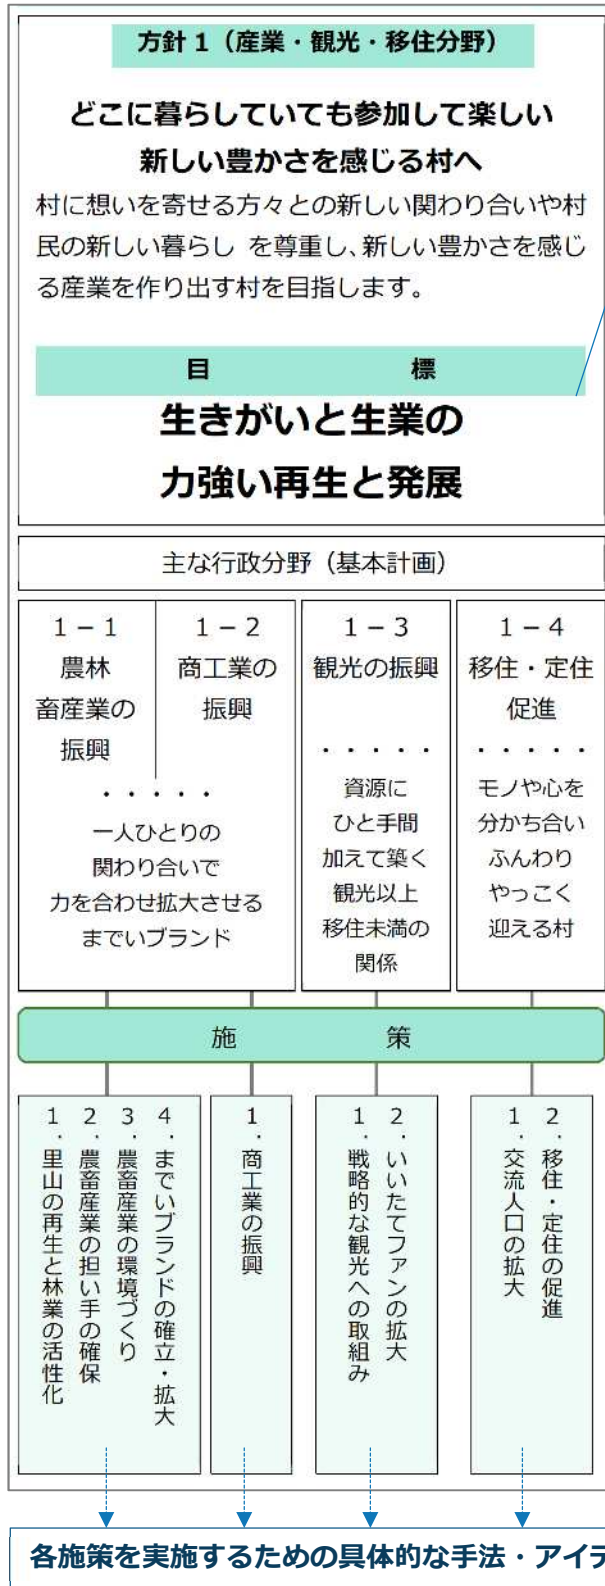 方針１（産業・観光・移住分野）
どこに暮らしていても参加して楽しい
新しい豊かさを感じる村へ
村に想いを寄せる方々との新しい関わり合いや村
民の新しい暮らし を尊重し、新しい豊かさを感じ
る産業を作り出す村を目指します。
目 標
生きがいと生業の
力強い再生と発展
主な行政分野（基本計画）
１－１
農林
畜産業の
振興
１－２
商工業の
振興
・・・・・
一人ひとりの
関わり合いで
力を合わせ拡大させる
までいブランド
１－３
観光の振興
・・・・・
資源に
ひと手間
加えて築く
観光以上
移住未満の
関係
１－４
移住・定住
促進
・・・・・
モノや心を
分かち合い
ふんわり
やっこく
迎える村
施 策
１．里山の再生と林業の活性化
２．農畜産業の担い手の確保
３．農畜産業の環境づくり
４．までいブランドの確立・拡大
１．商工業の振興
１．戦略的な観光への取組み
２．いいたてファンの拡大
１．交流人口の拡大
２．移住・定住の促進
各施策を実施するための具体的な手法・アイデ